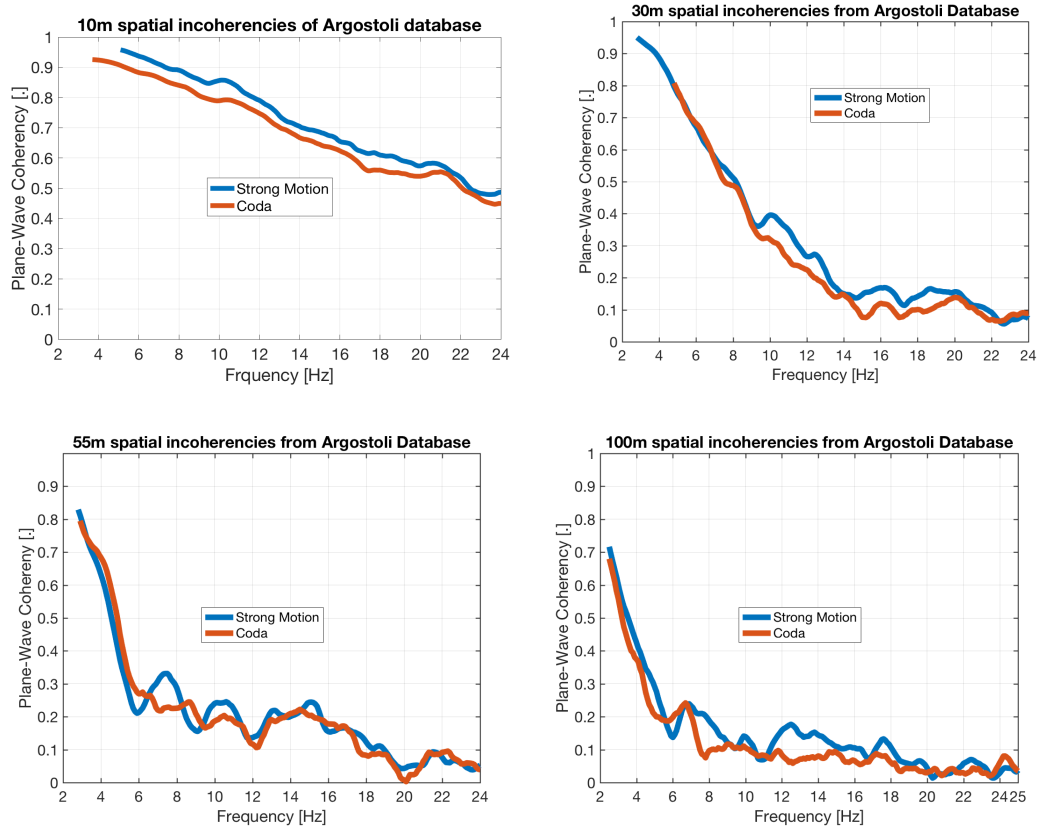 10m spatial incoherencies of Argostoli database
Plane-Wave Coherency [.]
1
0.9
0.8
0.7
0.6
0.5
0.4
0.3
0.2
0.1
0
Strong Motion
Coda
2 4 6 8 10 12 14 16 18 20 22 24
Frquency [Hz]
30m spatial incoherencies from Argostoli Database
Plane-Wave Coherency [.]
1
0.9
0.8
0.7
0.6
0.5
0.4
0.3
0.2
0.1
0
Strong Motion
Coda
2 4 6 8 10 12 14 16 18 20 22 24
Frequency [Hz]
55m spatial incoherencies from Argostoli Database
Plane-Wave Cohereny [.]
0.9
0.8
0.7
0.6
0.5
0.4
0.3
0.2
0.1
0
Strong Motion
Coda
2 4 6 8 10 12 14 16 18 20 22 24
Frequency [Hz]
100m spatial incoherencies from Argostoli Database
Plane-Wave Coherency [.]
1
0.9
0.8
0.7
0.6
0.5
0.4
0.3
0.2
0.1
0
Strong Motion
Coda
2 4 6 8 10 12 14 16 18 20 22 24 25
Frequency [Hz]